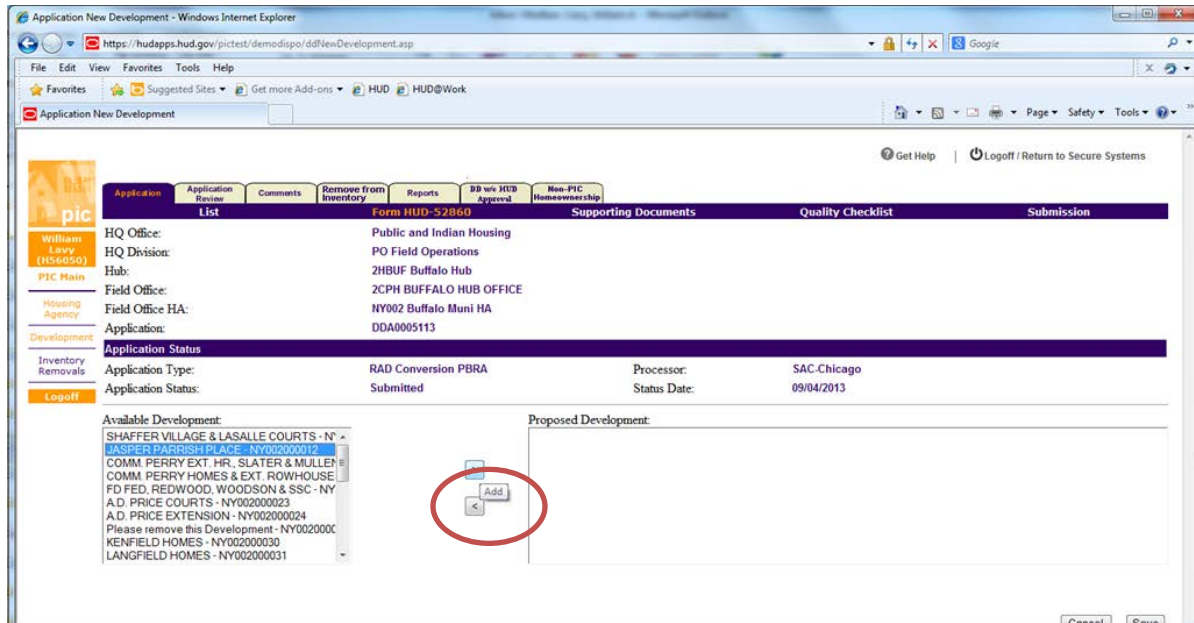 Application New Development - Windows Internet Explorer
https://hudapps.hud.gov/pictest/demodispo/ddNewDevelopment.asp
Google
File Edit View Favorites Tools Help
Favorites Suggested Sites Get more Add-ons HUD HUD@Work
Application New Development
Page Safety Tools
Get Help | Logoff / Return to Secure Systems
Application
Application Review
Comments
Remove from Inventory
Reports
DD w/o HUD Approval
Non-PIC Homeownership
pic
List Form HUD-52860 Supporting Documents Quality Checklist Submission
William Lavy (H56050)
PIC Main
Housing Agency
Development
Inventory Removals
Logoff
HQ Office: Public and Indian Housing
HQ Division: PO Field Operations
Hub: 2HBUF Buffalo Hub
Field Office: 2CPH BUFFALO HUB OFFICE
Field Office HA: NY002 Buffalo Muni HA
Application: DDA0005113
Application Status
Application Type: RAD Conversion PBRA Processor: SAC-Chicago
Application Status: Submitted Status Date: 09/04/2013
Available Development: Proposed Development:
SHAFFER VILLAGE & LASALLE COURTS - N
JASPER PARRISH PLACE - NY002000012
COMM. PERRY EXT. HR., SLATER & MULLEN
COMM. PERRY HOMES & EXT. ROWHOUSE
FD FED, REDWOOD, WOODSON & SSC - NY
A.D. PRICE COURTS - NY002000023
A.D. PRICE EXTENSION - NY002000024
Please remove this Development - NY002000
KENFIELD HOMES - NY002000030
LANGFIELD HOMES - NY002000031
Add
<
Cancel Save